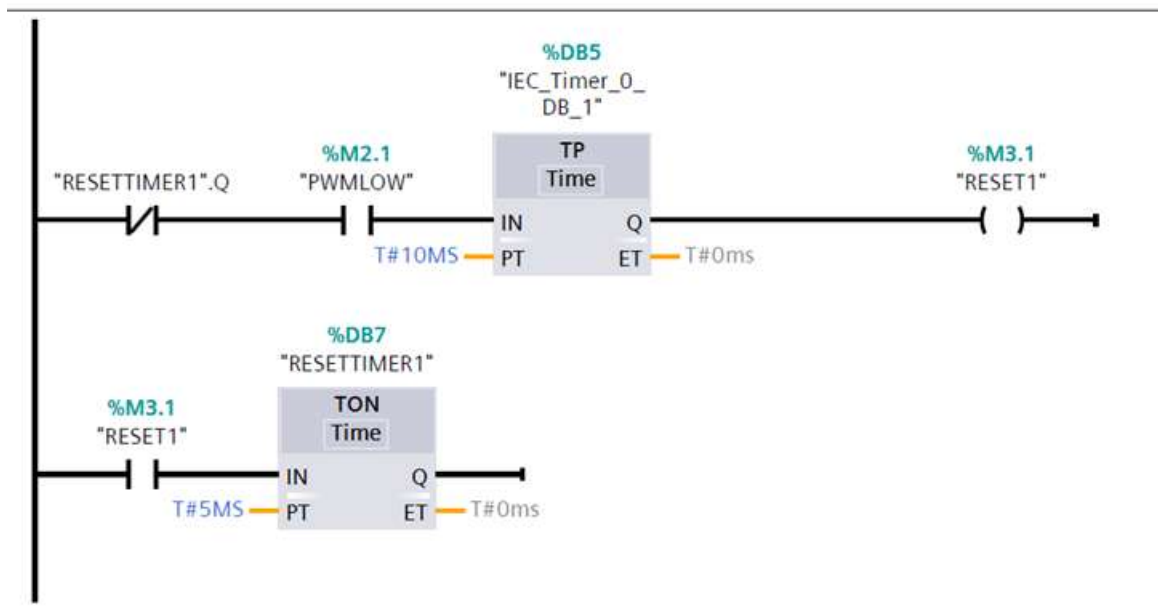 %DB5
"IEC_Timer_0_
DB_1"
TP
Time
%M2.1
%M3.1
"RESETTIMER1".Q
"PWMLOW"
"RESET1"
IN
Q
T#10MS
PT
ET
T#0ms
%DB7
"RESETTIMER1"
TON
Time
%M3.1
"RESET1"
IN
Q
T#5MS
PT
ET
T#0ms